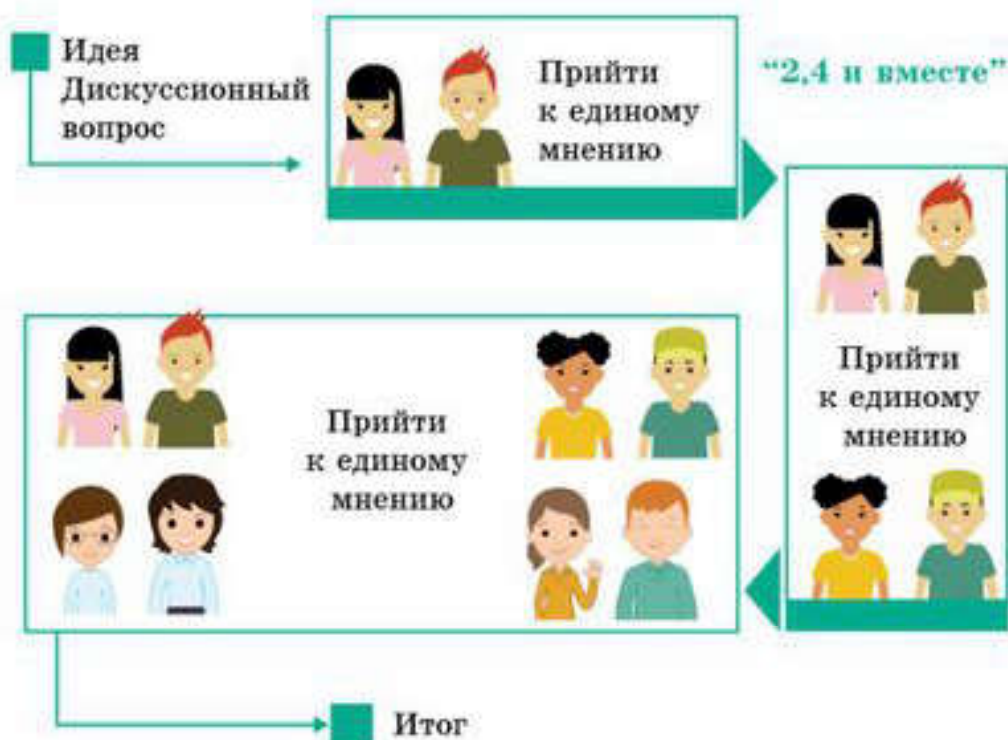 Идея
Дискуссионный
вопрос
Прийти
к единому
мнению
“2,4 и вместе”
Прийти
к единому
мнению
Прийти
к единому
мнению
Итог